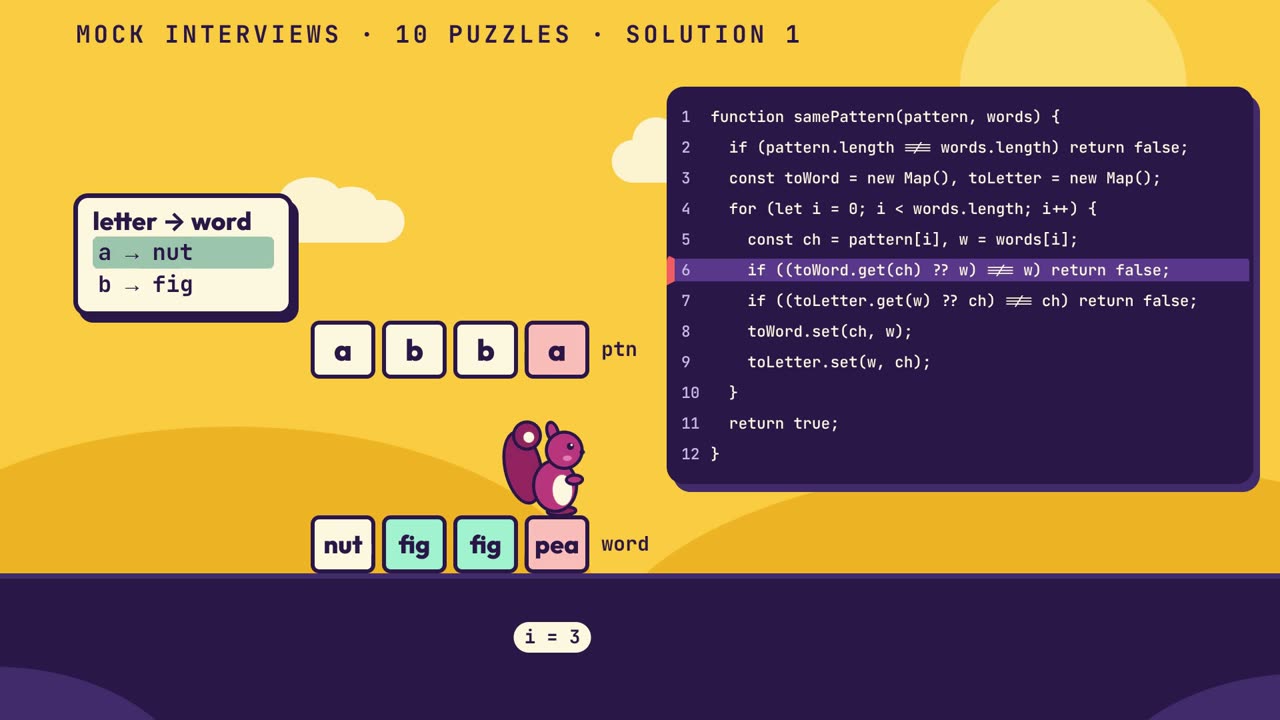 MOCK INTERVIEWS · 10 PUZZLES · SOLUTION 1
letter → word
a → nut
b → fig
a b b a ptn
nut fig fig pea word
i = 3
1 function samePattern(pattern, words) {
2 if (pattern.length !== words.length) return false;
3 const toWord = new Map(), toLetter = new Map();
4 for (let i = 0; i < words.length; i++) {
5 const ch = pattern[i], w = words[i];
6 if ((toWord.get(ch) ?? w) !== w) return false;
7 if ((toLetter.get(w) ?? ch) !== ch) return false;
8 toWord.set(ch, w);
9 toLetter.set(w, ch);
10 }
11 return true;
12 }